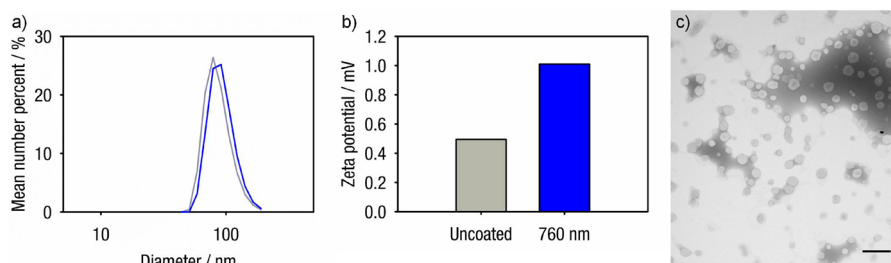 a)
Mean number percent / %
30
20
10
0
10
100
Diameter / nm
b)
Zeta potential / mV
1.2
1.0
0.8
0.6
0.4
0.2
0.0
Uncoated
760 nm
c)